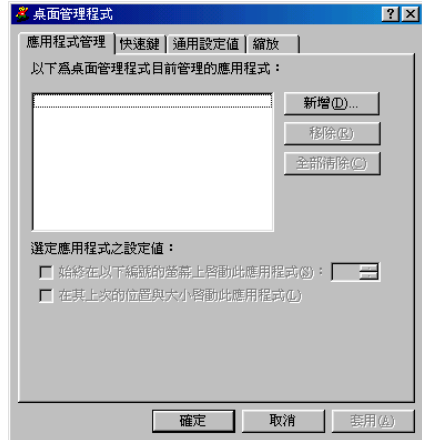 桌面管理程式
應用程式管理 快速鍵 通用設定值 縮放
以下為桌面管理程式目前管理的應用程式：
新增(D)...
移除(R)
全部清除(C)
選定應用程式之設定值：
始終在以下編號的螢幕上啓動此應用程式(S)：
在其上次的位置與大小啓動此應用程式(L)
確定 取消 套用(A)